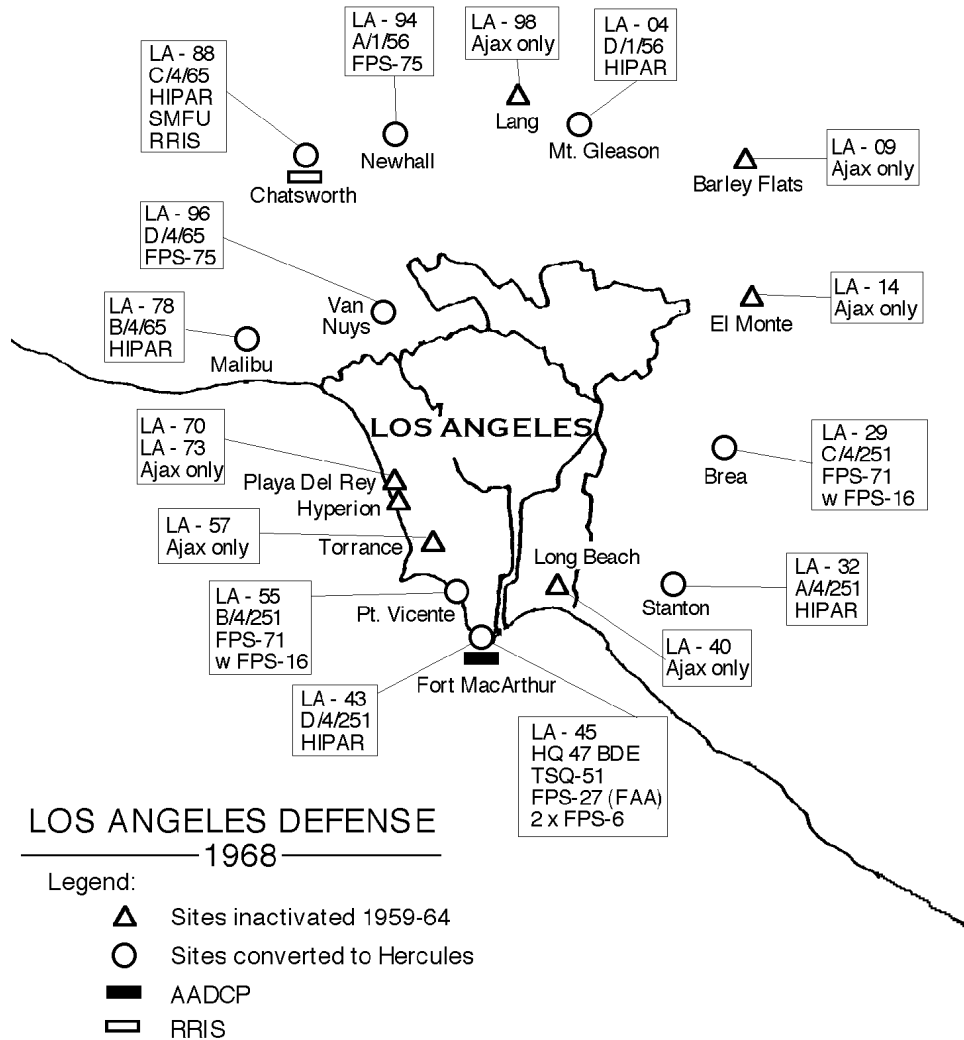 LA - 94
A/1/56
FPS-75
LA - 98
Ajax only
LA - 04
D/1/56
HIPAR
LA - 88
C/4/65
HIPAR
SMFU
RRIS
Lang
Newhall
Mt. Gleason
LA - 09
Ajax only
Barley Flats
Chatsworth
LA - 96
D/4/65
FPS-75
LA - 14
Ajax only
Van
Nuys
El Monte
LA - 78
B/4/65
HIPAR
Malibu
LOS ANGELES
LA - 70
LA - 73
Ajax only
LA - 29
C/4/251
FPS-71
w FPS-16
Brea
Playa Del Rey
Hyperion
LA - 57
Ajax only
Torrance
Long Beach
LA - 32
A/4/251
HIPAR
Stanton
LA - 55
B/4/251
FPS-71
w FPS-16
Pt. Vicente
LA - 40
Ajax only
Fort MacArthur
LA - 43
D/4/251
HIPAR
LA - 45
HQ 47 BDE
TSQ-51
FPS-27 (FAA)
2 x FPS-6
LOS ANGELES DEFENSE
1968
Legend:
Sites inactivated 1959-64
Sites converted to Hercules
AADCP
RRIS